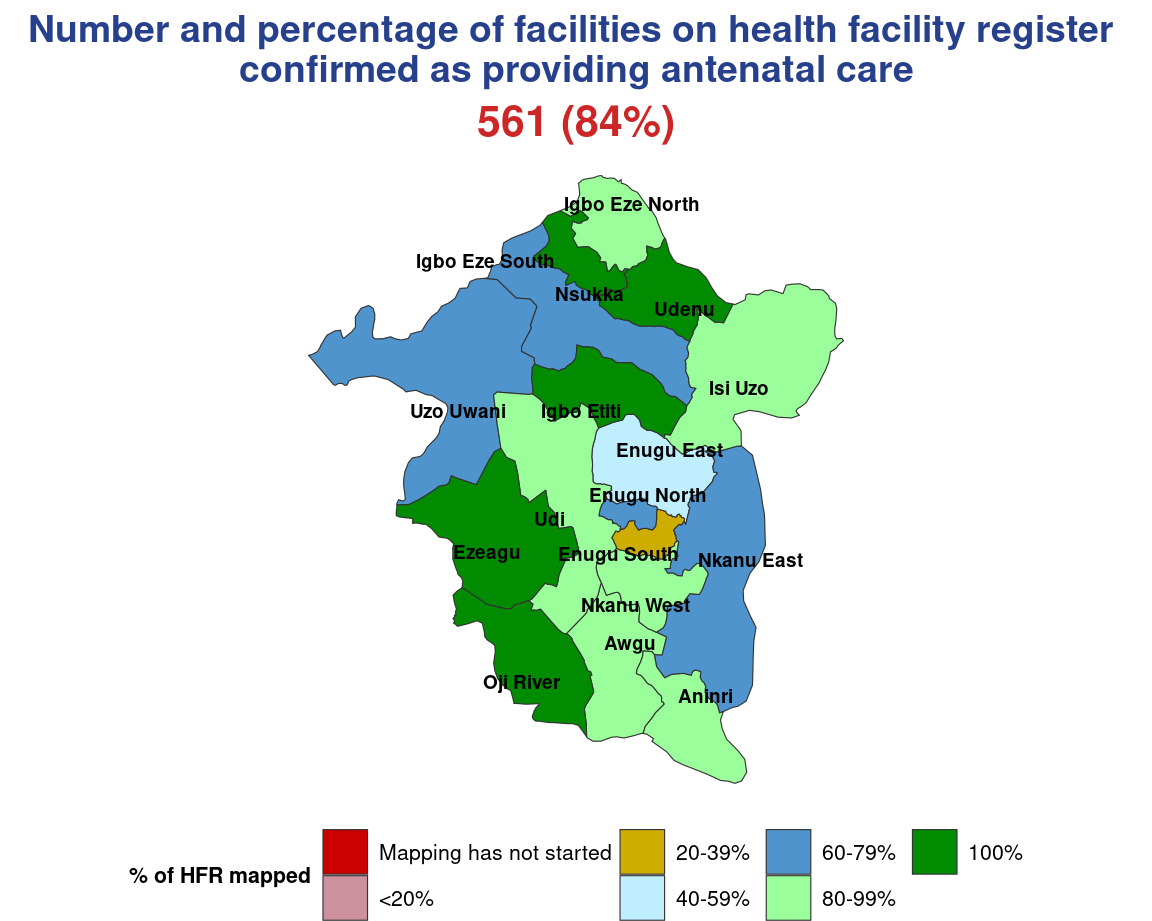 Number and percentage of facilities on health facility register
confirmed as providing antenatal care
561 (84%)
Igbo Eze North
Igbo Eze South
Nsukka
Udenu
Isi Uzo
Uzo Uwani
Igbo Etiti
Enugu East
Enugu North
Udi
Ezeagu
Enugu South
Nkanu East
Nkanu West
Awgu
Oji River
Aninri
% of HFR mapped
Mapping has not started
<20%
20-39%
40-59%
60-79%
80-99%
100%